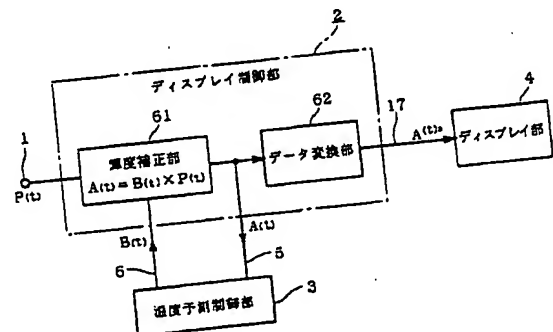 2
ディスプレイ制御部
61
62
4
1
輝度補正部
A(t)=B(t)×P(t)
データ変換部
17
A(t)a
ディスプレイ部
P(t)
B(t)
A(t)
6
5
温度予測制御部
3